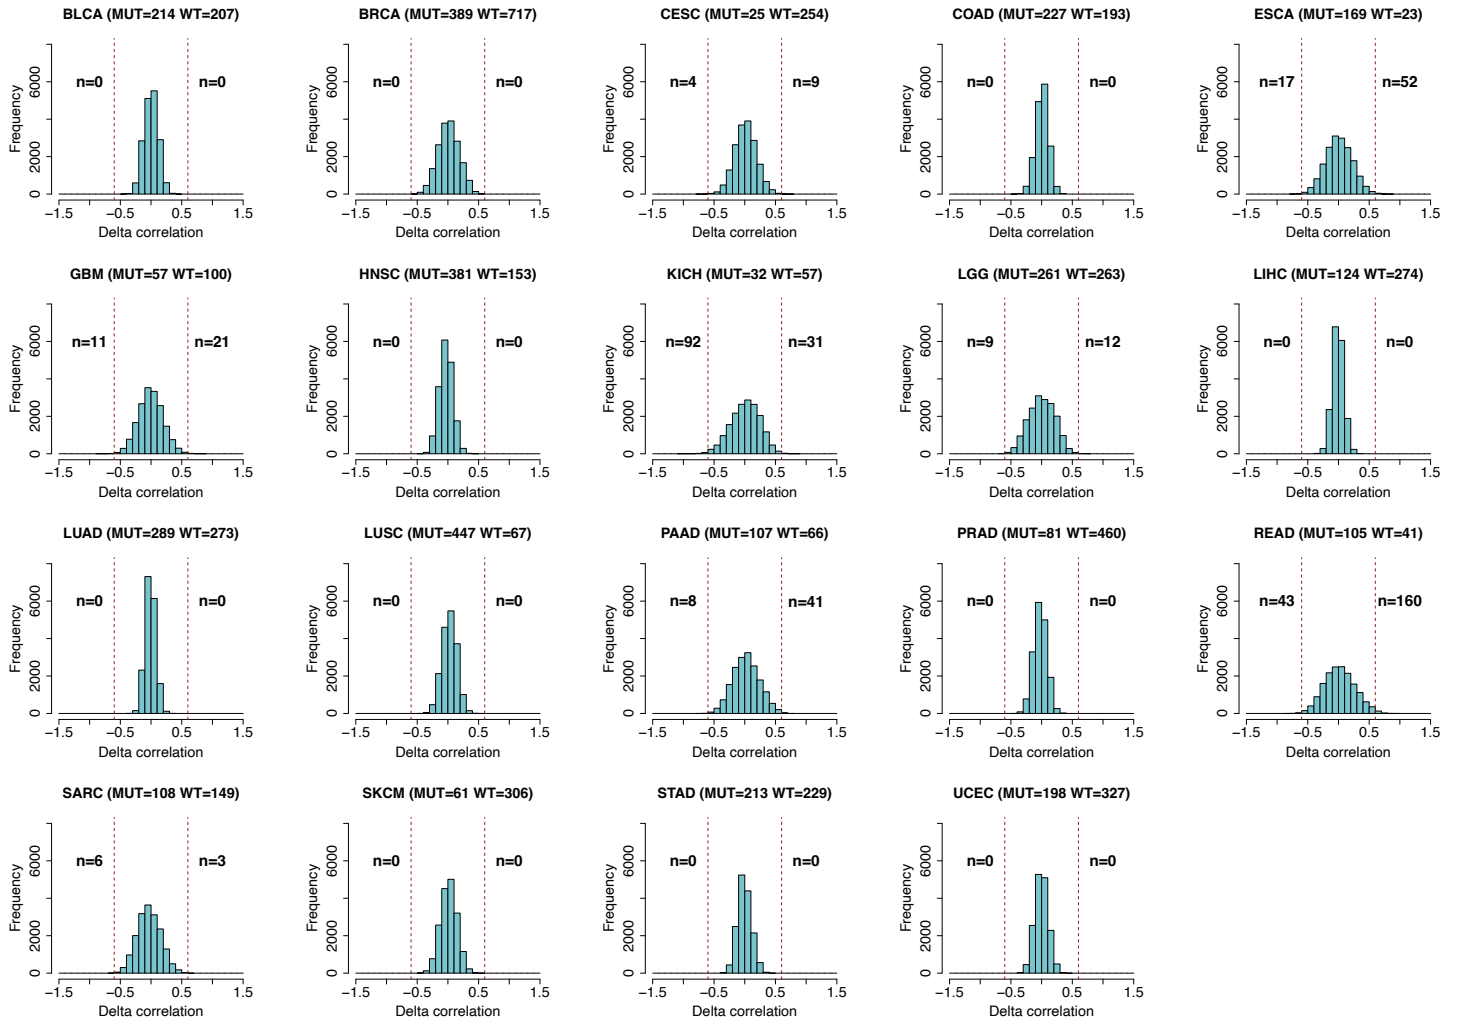 BLCA (MUT=214 WT=207)
Frequency
0 2000 6000
n=0 n=0
−1.5 −0.5 0.5 1.5
Delta correlation
BRCA (MUT=389 WT=717)
Frequency
0 2000 6000
n=0 n=0
−1.5 −0.5 0.5 1.5
Delta correlation
CESC (MUT=25 WT=254)
Frequency
0 2000 6000
n=4 n=9
−1.5 −0.5 0.5 1.5
Delta correlation
COAD (MUT=227 WT=193)
Frequency
0 2000 6000
n=0 n=0
−1.5 −0.5 0.5 1.5
Delta correlation
ESCA (MUT=169 WT=23)
Frequency
0 2000 6000
n=17 n=52
−1.5 −0.5 0.5 1.5
Delta correlation
GBM (MUT=57 WT=100)
Frequency
0 2000 6000
n=11 n=21
−1.5 −0.5 0.5 1.5
Delta correlation
HNSC (MUT=381 WT=153)
Frequency
0 2000 6000
n=0 n=0
−1.5 −0.5 0.5 1.5
Delta correlation
KICH (MUT=32 WT=57)
Frequency
0 2000 6000
n=92 n=31
−1.5 −0.5 0.5 1.5
Delta correlation
LGG (MUT=261 WT=263)
Frequency
0 2000 6000
n=9 n=12
−1.5 −0.5 0.5 1.5
Delta correlation
LIHC (MUT=124 WT=274)
Frequency
0 2000 6000
n=0 n=0
−1.5 −0.5 0.5 1.5
Delta correlation
LUAD (MUT=289 WT=273)
Frequency
0 2000 6000
n=0 n=0
−1.5 −0.5 0.5 1.5
Delta correlation
LUSC (MUT=447 WT=67)
Frequency
0 2000 6000
n=0 n=0
−1.5 −0.5 0.5 1.5
Delta correlation
PAAD (MUT=107 WT=66)
Frequency
0 2000 6000
n=8 n=41
−1.5 −0.5 0.5 1.5
Delta correlation
PRAD (MUT=81 WT=460)
Frequency
0 2000 6000
n=0 n=0
−1.5 −0.5 0.5 1.5
Delta correlation
READ (MUT=105 WT=41)
Frequency
0 2000 6000
n=43 n=160
−1.5 −0.5 0.5 1.5
Delta correlation
SARC (MUT=108 WT=149)
Frequency
0 2000 6000
n=6 n=3
−1.5 −0.5 0.5 1.5
Delta correlation
SKCM (MUT=61 WT=306)
Frequency
0 2000 6000
n=0 n=0
−1.5 −0.5 0.5 1.5
Delta correlation
STAD (MUT=213 WT=229)
Frequency
0 2000 6000
n=0 n=0
−1.5 −0.5 0.5 1.5
Delta correlation
UCEC (MUT=198 WT=327)
Frequency
0 2000 6000
n=0 n=0
−1.5 −0.5 0.5 1.5
Delta correlation